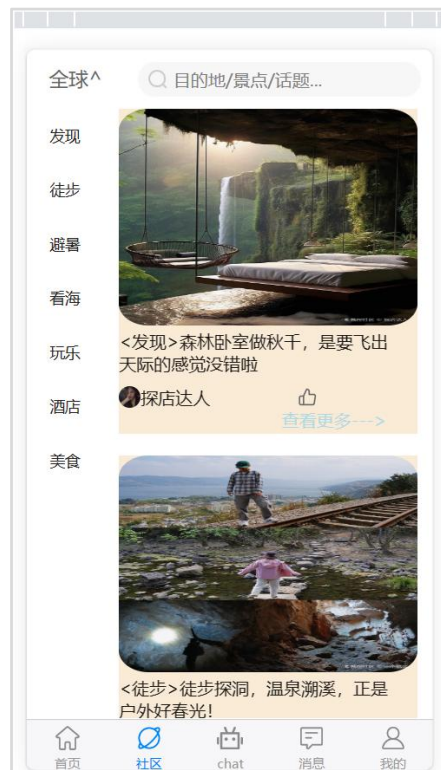 全球^
目的地/景点/话题...
发现
徒步
避暑
看海
玩乐
酒店
美食
<发现>森林卧室做秋千，是要飞出
天际的感觉没错啦
探店达人
查看更多--->
<徒步>徒步探洞，温泉溯溪，正是
户外好春光！
首页
社区
chat
消息
我的